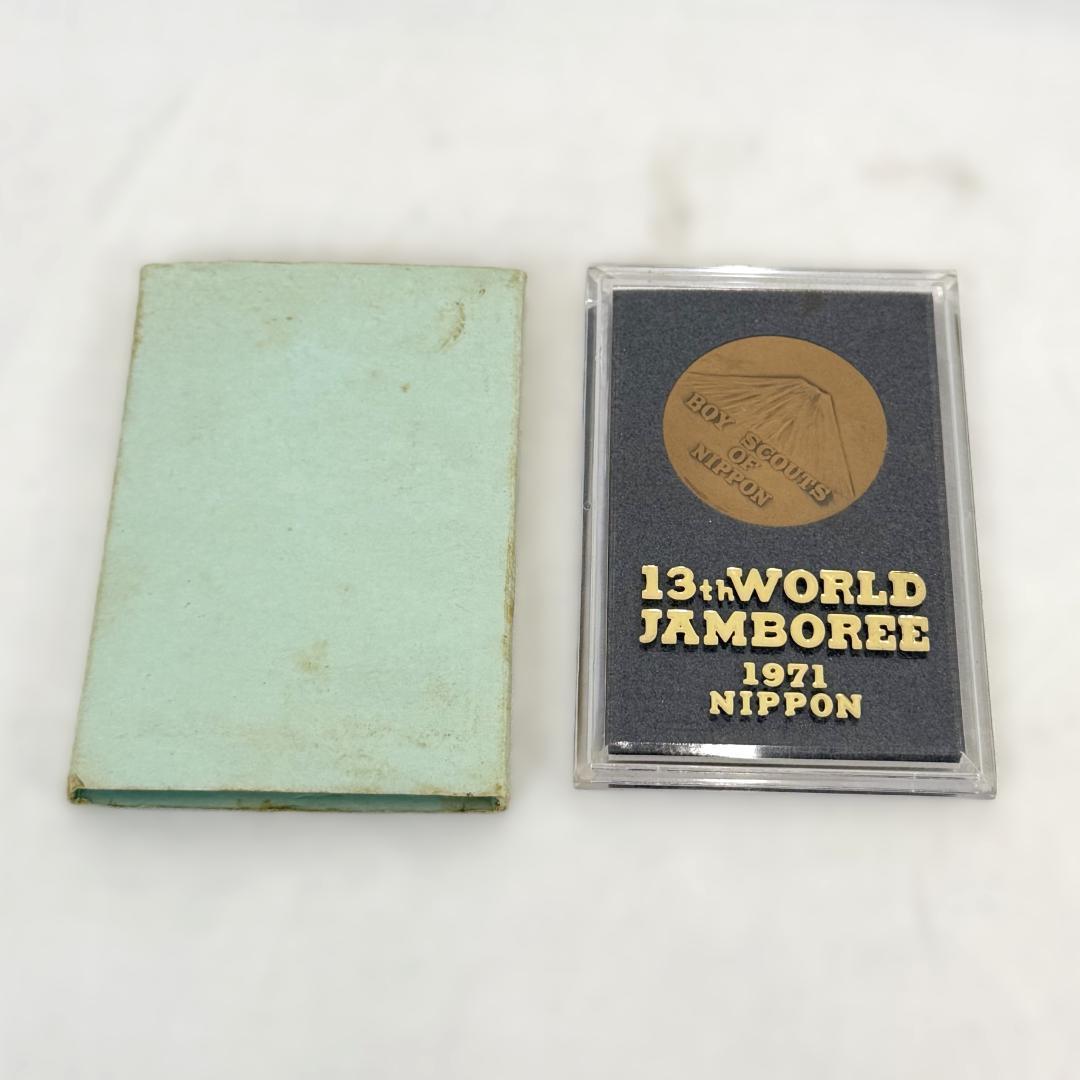 BOY SCOUTS
OF
NIPPON
13th WORLD
JAMBOREE
1971
NIPPON